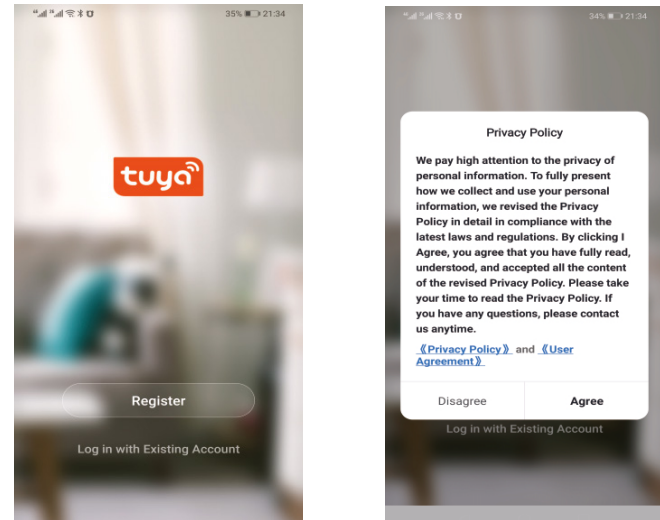 35% 21:34
tuya
Register
Log in with Existing Account
34% 21:34
Privacy Policy
We pay high attention to the privacy of
personal information. To fully present
how we collect and use your personal
information, we revised the Privacy
Policy in detail in compliance with the
latest laws and regulations. By clicking I
Agree, you agree that you have fully read,
understood, and accepted all the content
of the revised Privacy Policy. Please take
your time to read the Privacy Policy. If
you have any questions, please contact
us anytime.
《Privacy Policy》 and 《User
Agreement》
Disagree Agree
Log in with Existing Account